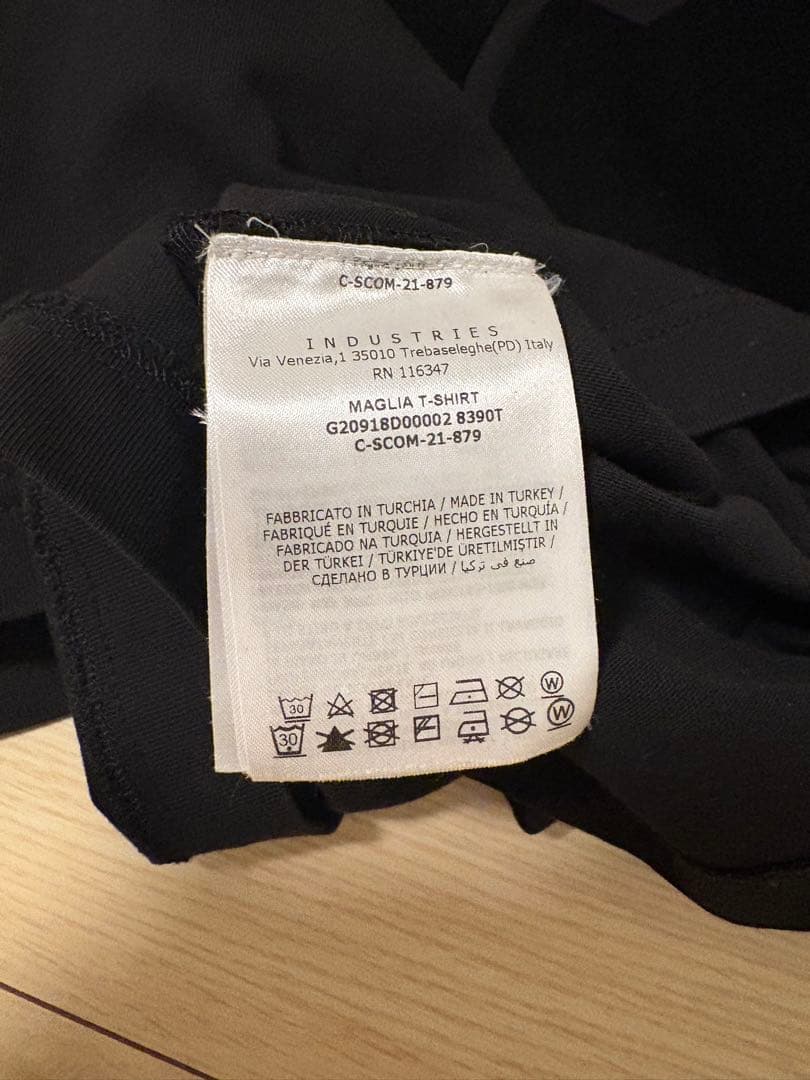 C-SCOM-21-879
INDUSTRIES
Via Venezia,1 35010 Trebaseleghe(PD) Italy
RN 116347
MAGLIA T-SHIRT
G20918D00002 8390T
C-SCOM-21-879
FABBRICATO IN TURCHIA / MADE IN TURKEY /
FABRIQUÉ EN TURQUIE / HECHO EN TURQUÍA /
FABRICADO NA TURQUIA / HERGESTELLT IN
DER TÜRKEI / TÜRKIYE'DE ÜRETILMIŞTIR /
СДЕЛАНО В ТУРЦИИ / صنع في تركيا
30 W
30 W